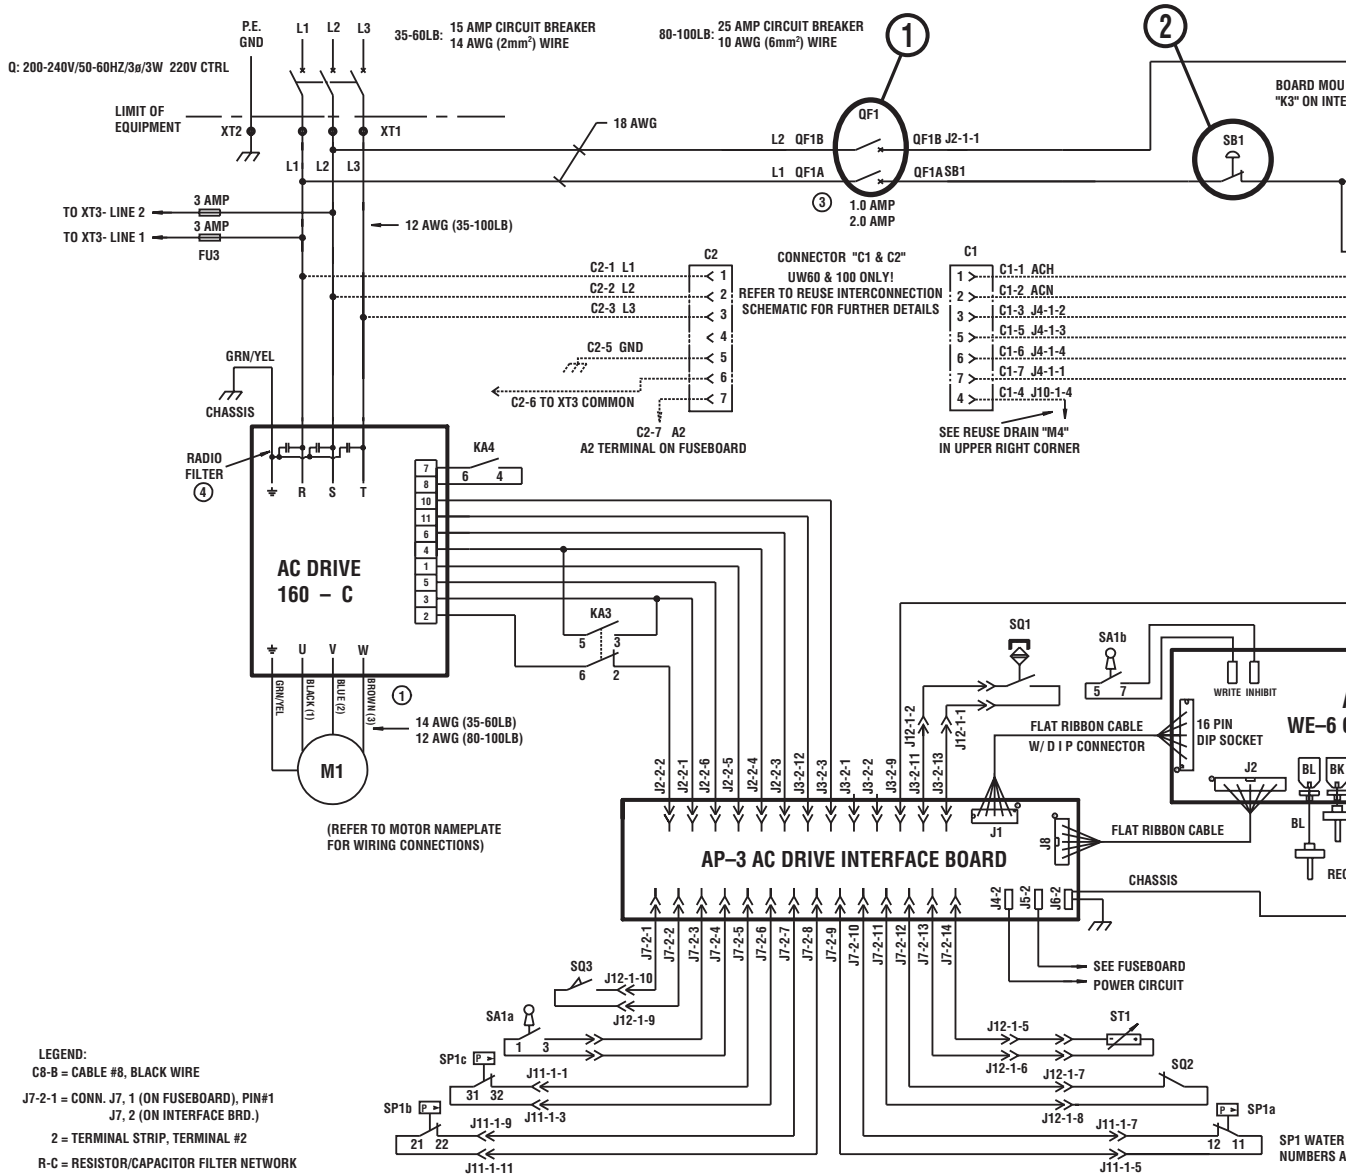 P.E.
GND
L1 L2 L3
35-60LB: 15 AMP CIRCUIT BREAKER
14 AWG (2mm²) WIRE
80-100LB: 25 AMP CIRCUIT BREAKER
10 AWG (6mm²) WIRE
1
2
Q: 200-240V/50-60HZ/3ø/3W 220V CTRL
BOARD MOU
"K3" ON INTE
LIMIT OF
EQUIPMENT
XT2
XT1
18 AWG
QF1
L2 QF1B
QF1B J2-1-1
SB1
L1 L2 L3
L1 QF1A
QF1A SB1
3
1.0 AMP
2.0 AMP
TO XT3- LINE 2
3 AMP
TO XT3- LINE 1
3 AMP
FU3
12 AWG (35-100LB)
C2
CONNECTOR "C1 & C2"
UW60 & 100 ONLY!
REFER TO REUSE INTERCONNECTION
SCHEMATIC FOR FURTHER DETAILS
C1
C2-1 L1
1
C2-2 L2
2
C2-3 L3
3
4
C2-5 GND
5
6
C2-6 TO XT3 COMMON
7
C2-7 A2
A2 TERMINAL ON FUSEBOARD
1 C1-1 ACH
2 C1-2 ACN
3 C1-3 J4-1-2
5 C1-5 J4-1-3
6 C1-6 J4-1-4
7 C1-7 J4-1-1
4 C1-4 J10-1-4
SEE REUSE DRAIN "M4"
IN UPPER RIGHT CORNER
GRN/YEL
CHASSIS
RADIO
FILTER
4
R S T
AC DRIVE
160 – C
7
8
10
11
6
4
1
5
3
2
KA4
6 4
KA3
5 3
6 2
U V W
GRN/YEL
BLACK (1)
BLUE (2)
BROWN (3)
1
14 AWG (35-60LB)
12 AWG (80-100LB)
M1
(REFER TO MOTOR NAMEPLATE
FOR WIRING CONNECTIONS)
SQ1
SA1b
5 7
WRITE INHIBIT
WE–6
16 PIN
DIP SOCKET
FLAT RIBBON CABLE
W/ D I P CONNECTOR
J2
BL BK
BL
J2-2-2
J2-2-1
J2-2-6
J2-2-5
J2-2-4
J2-2-3
J3-2-12
J3-2-3
J3-2-1
J3-2-2
J3-2-9
J3-2-11
J3-2-13
J12-1-2
J12-1-1
J1
J8
FLAT RIBBON CABLE
AP–3 AC DRIVE INTERFACE BOARD
REC
CHASSIS
J4-2
J5-2
J6-2
J7-2-1
J7-2-2
J7-2-3
J7-2-4
J7-2-5
J7-2-6
J7-2-7
J7-2-8
J7-2-9
J7-2-10
J7-2-11
J7-2-12
J7-2-13
J7-2-14
SEE FUSEBOARD
POWER CIRCUIT
SQ3
J12-1-10
J12-1-9
SA1a
1 3
SP1c
P
31 32
J11-1-1
J11-1-3
SP1b
P
21 22
J11-1-9
J11-1-11
J12-1-5
J12-1-6
ST1
J12-1-7
J12-1-8
SQ2
J11-1-7
J11-1-5
P
SP1a
12 11
SP1 WATER
NUMBERS A
LEGEND:
C8-B = CABLE #8, BLACK WIRE
J7-2-1 = CONN. J7, 1 (ON FUSEBOARD), PIN#1
J7, 2 (ON INTERFACE BRD.)
2 = TERMINAL STRIP, TERMINAL #2
R-C = RESISTOR/CAPACITOR FILTER NETWORK